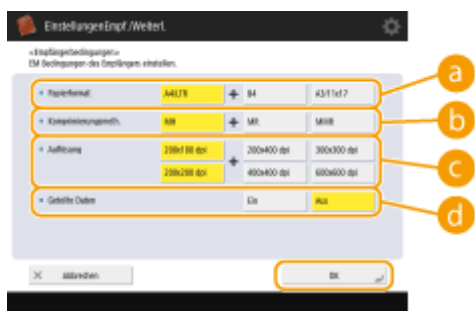 Einstellungen Empf./Weiterl.
<Empfängerbedingungen>
EM Bedingungen des Empfängers einstellen.
Papierformat A4/LTR + B4 A3/11x17 a
Komprimierungsmeth. MH + MR MMR b
Auflösung 200x100 dpi 200x400 dpi 300x300 dpi
+ c
200x200 dpi 400x400 dpi 600x600 dpi
Geteilte Daten Ein Aus d
× Abbrechen OK